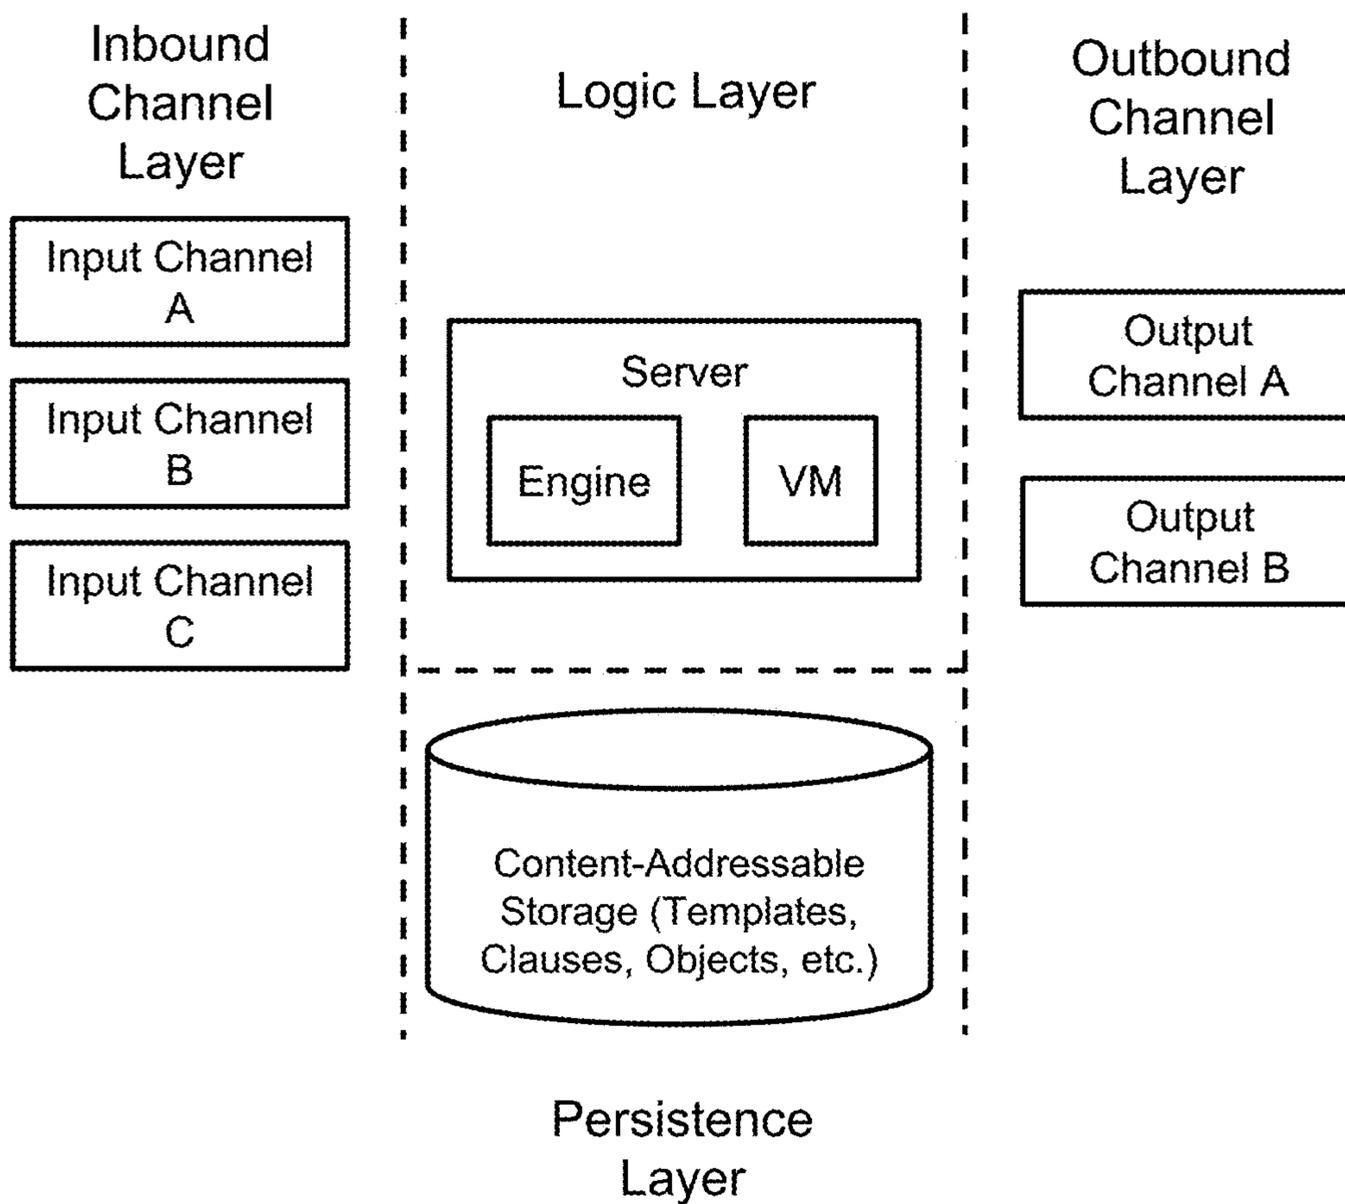 Inbound
Channel
Layer
Input Channel
A
Input Channel
B
Input Channel
C
Logic Layer
Server
Engine
VM
Content-Addressable
Storage (Templates,
Clauses, Objects, etc.)
Persistence
Layer
Outbound
Channel
Layer
Output
Channel A
Output
Channel B